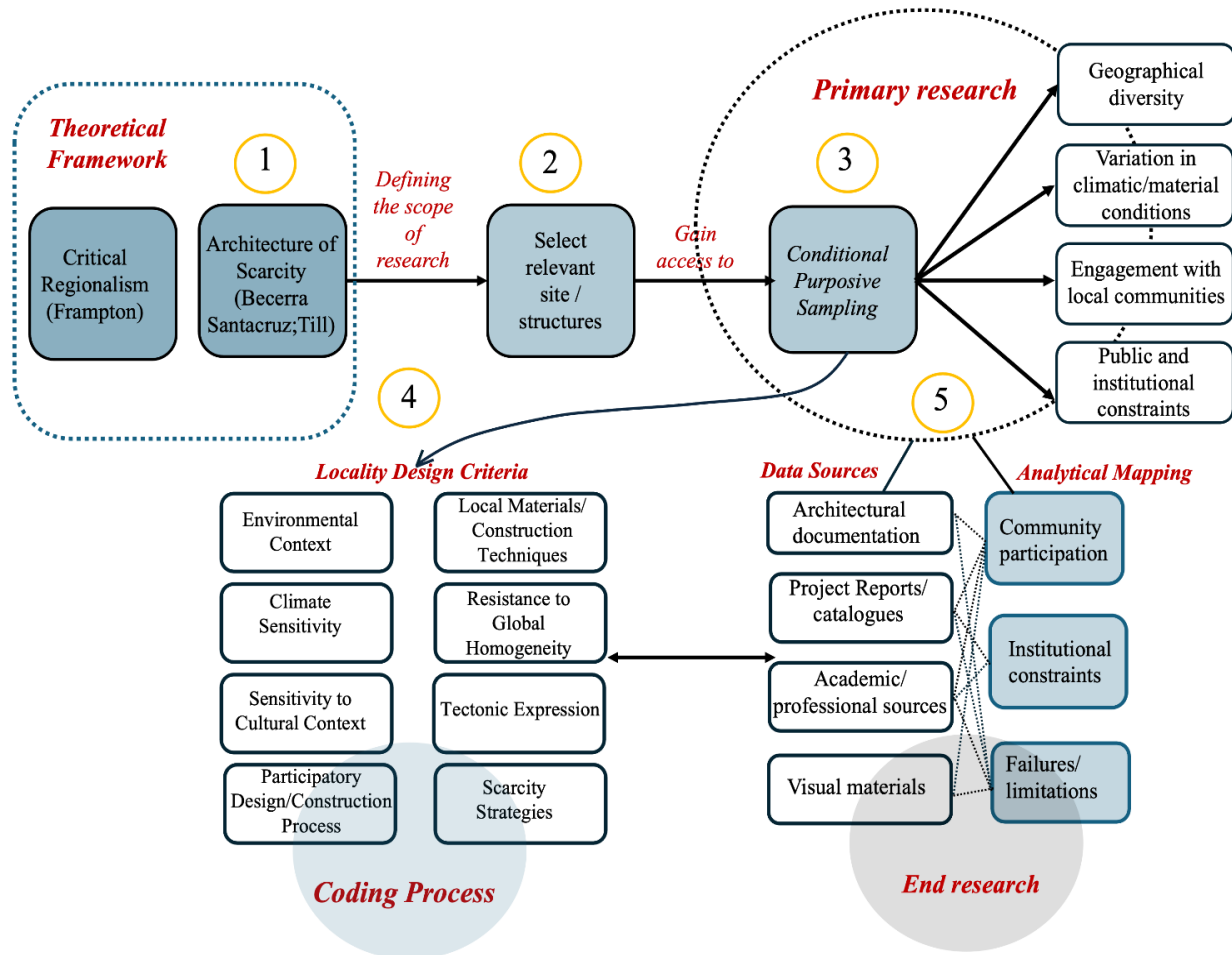 Theoretical
Framework
1
Critical
Regionalism
(Frampton)
Architecture of
Scarcity
(Becerra
Santacruz;Till)
Defining
the scope
of
research
2
Select
relevant
site /
structures
Gain
access to
Primary research
3
Conditional
Purposive
Sampling
Geographical
diversity
Variation in
climatic/material
conditions
Engagement with
local communities
Public and
institutional
constraints
4
Locality Design Criteria
Environmental
Context
Local Materials/
Construction
Techniques
Climate
Sensitivity
Resistance to
Global
Homogeneity
Sensitivity to
Cultural Context
Tectonic Expression
Participatory
Design/Construction
Process
Scarcity
Strategies
Coding Process
5
Data Sources
Architectural
documentation
Project Reports/
catalogues
Academic/
professional sources
Visual materials
Analytical Mapping
Community
participation
Institutional
constraints
Failures/
limitations
End research